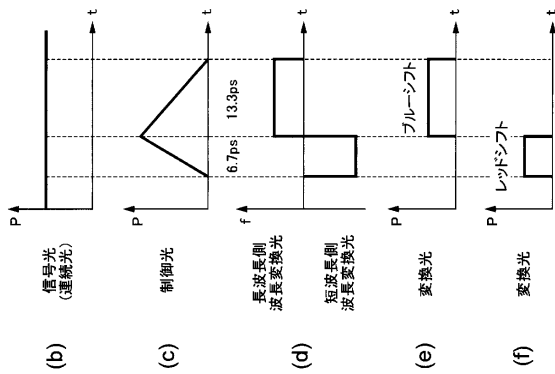 (b)
信号光
(連続光)
P
t
(c)
制御光
P
t
6.7ps
13.3ps
(d)
長波長側
波長変換光
短波長側
波長変換光
f
t
(e)
変換光
P
ブルーシフト
t
(f)
変換光
P
レッドシフト
t